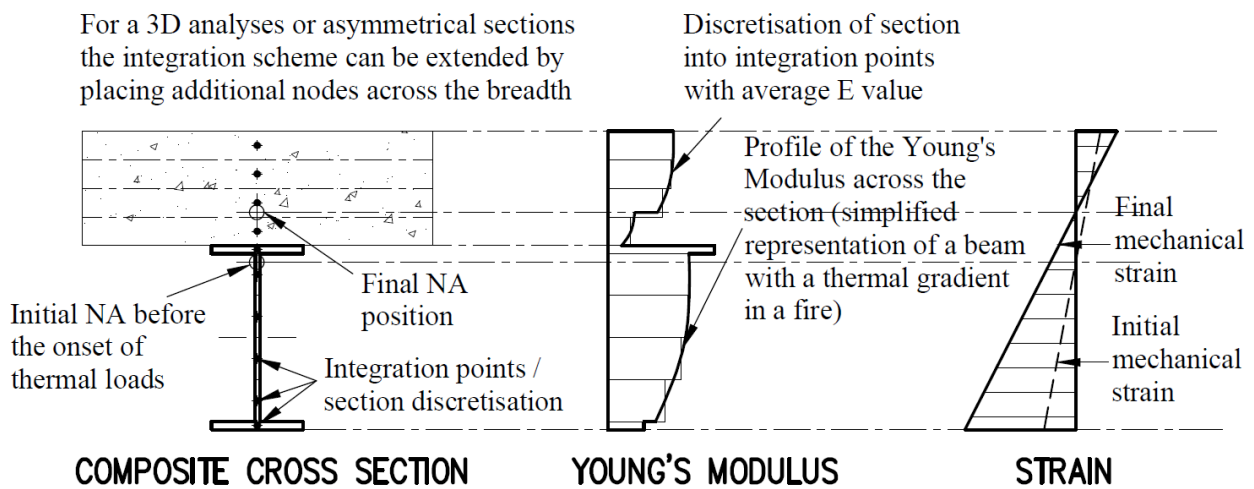 For a 3D analyses or asymmetrical sections
the integration scheme can be extended by
placing additional nodes across the breadth
Discretisation of section
into integration points
with average E value
Profile of the Young's
Modulus across the
section (simplified
representation of a beam
with a thermal gradient
in a fire)
Final
mechanical
strain
Final NA
position
Initial NA before
the onset of
thermal loads
Integration points /
section discretisation
Initial
mechanical
strain
COMPOSITE CROSS SECTION
YOUNG'S MODULUS
STRAIN